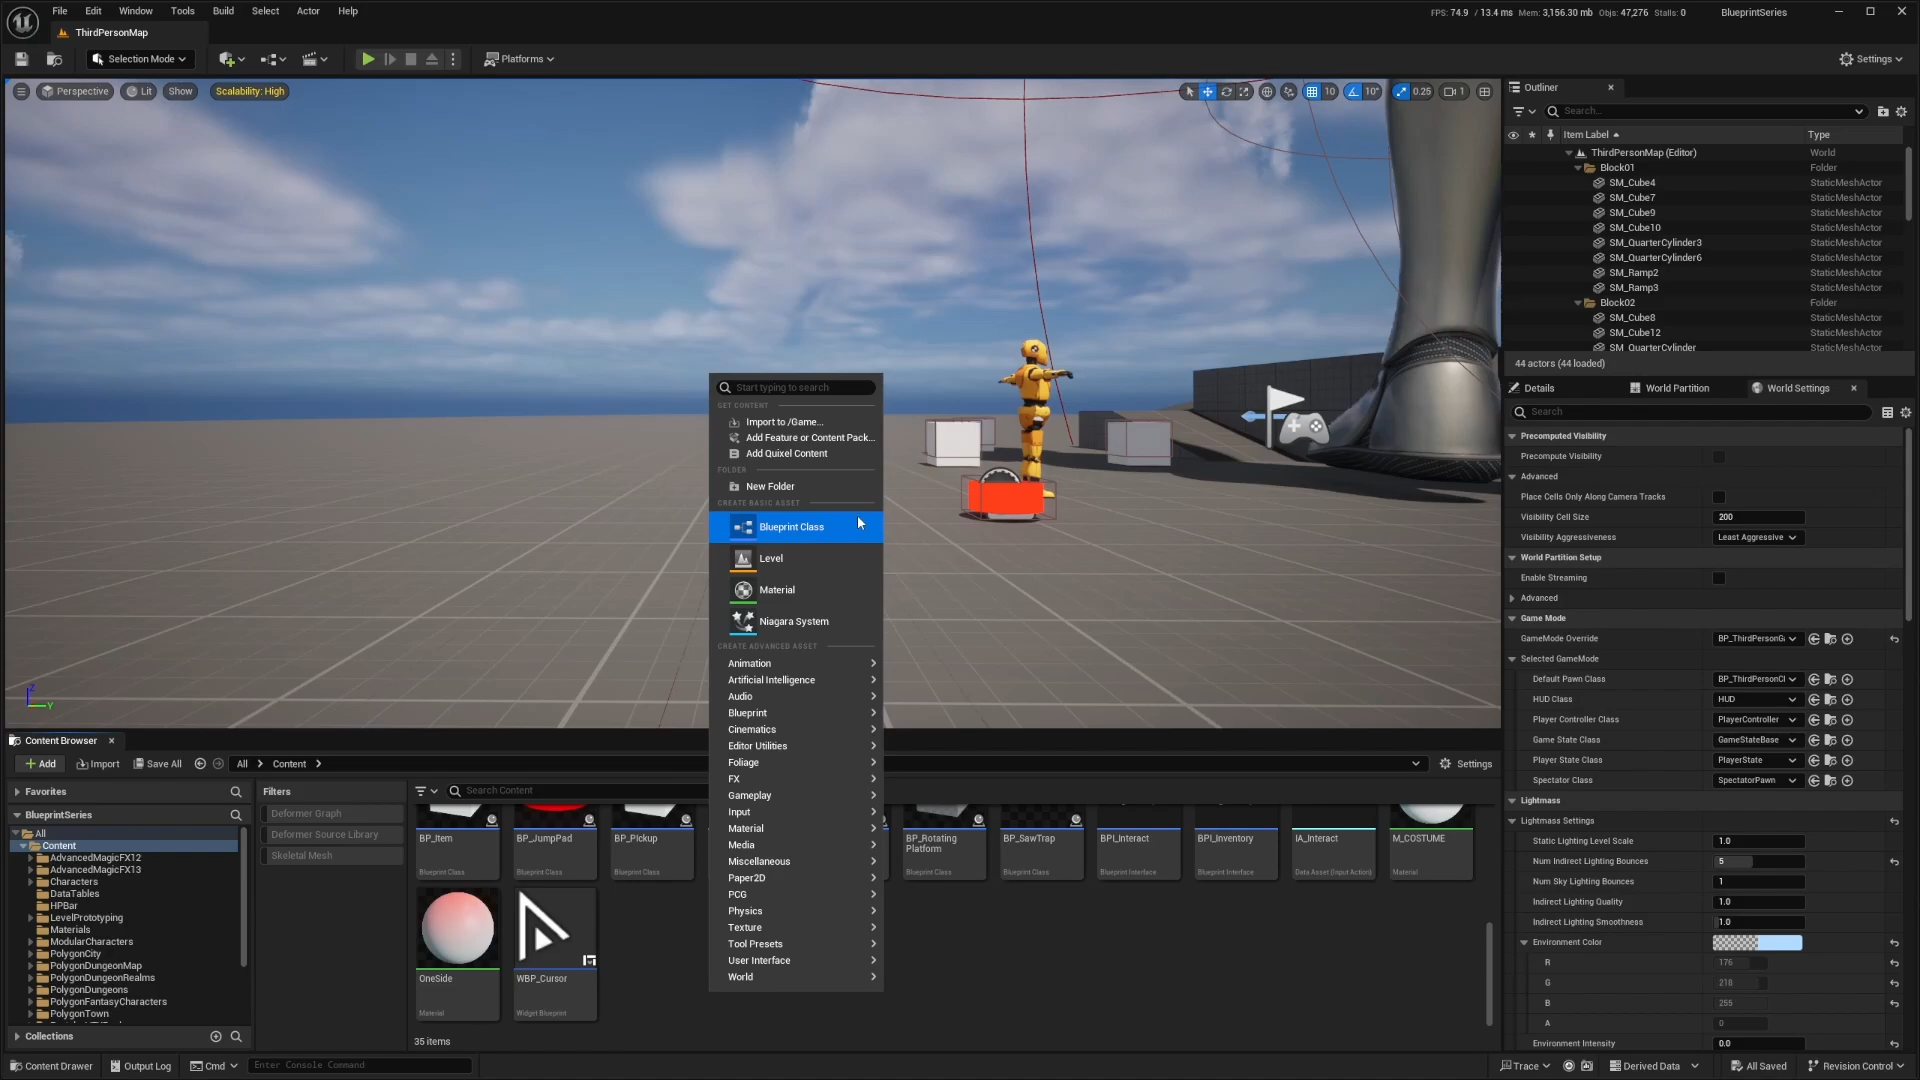 File Edit Window Tools Build Select Actor Help
FPS: 74.9 / 13.4 ms Mem: 3,156.30 mb Objs: 47,276 Stalls: 0 BlueprintSeries
ThirdPersonMap
Selection Mode Platforms Settings
Perspective Lit Show Scalability: High 10 10° 0.25 1
Outliner
Search...
Item Label Type
ThirdPersonMap (Editor) World
Block01 Folder
SM_Cube4 StaticMeshActor
SM_Cube7 StaticMeshActor
SM_Cube9 StaticMeshActor
SM_Cube10 StaticMeshActor
SM_QuarterCylinder3 StaticMeshActor
SM_QuarterCylinder6 StaticMeshActor
SM_Ramp2 StaticMeshActor
SM_Ramp3 StaticMeshActor
Block02 Folder
SM_Cube8 StaticMeshActor
SM_Cube12 StaticMeshActor
SM_QuarterCylinder StaticMeshActor
44 actors (44 loaded)
Details World Partition World Settings
Search
Precomputed Visibility
Precompute Visibility
Advanced
Place Cells Only Along Camera Tracks
Visibility Cell Size 200
Visibility Aggressiveness Least Aggressive
World Partition Setup
Enable Streaming
Advanced
Game Mode
GameMode Override BP_ThirdPersonGa
Selected GameMode
Default Pawn Class BP_ThirdPersonCl
HUD Class HUD
Player Controller Class PlayerController
Game State Class GameStateBase
Player State Class PlayerState
Spectator Class SpectatorPawn
Lightmass
Lightmass Settings
Static Lighting Level Scale 1.0
Num Indirect Lighting Bounces 5
Num Sky Lighting Bounces 1
Indirect Lighting Quality 1.0
Indirect Lighting Smoothness 1.0
Environment Color
R 176
G 218
B 255
A 0
Environment Intensity 0.0
Start typing to search
GET CONTENT
Import to /Game...
Add Feature or Content Pack...
Add Quixel Content
FOLDER
New Folder
CREATE BASIC ASSET
Blueprint Class
Level
Material
Niagara System
CREATE ADVANCED ASSET
Animation
Artificial Intelligence
Audio
Blueprint
Cinematics
Editor Utilities
Foliage
FX
Gameplay
Input
Material
Media
Miscellaneous
Paper2D
PCG
Physics
Texture
Tool Presets
User Interface
World
Z
Y
Content Browser
Add Import Save All All Content Settings
Favorites
BlueprintSeries
All
Content
AdvancedMagicFX12
AdvancedMagicFX13
Characters
DataTables
HPBar
LevelPrototyping
Materials
ModularCharacters
PolygonCity
PolygonDungeonMap
PolygonDungeonRealms
PolygonDungeons
PolygonFantasyCharacters
PolygonTown
Collections
Filters
Deformer Graph
Deformer Source Library
Skeletal Mesh
Search Content
BP_Item
Blueprint Class
BP_JumpPad
Blueprint Class
BP_PIckup
Blueprint Class
BP_Rotating
Platform
Blueprint Class
BP_SawTrap
Blueprint Class
BPI_Interact
Blueprint Interface
BPI_Inventory
Blueprint Interface
IA_Interact
Data Asset (Input Action)
M_COSTUME
Material
OneSide
Material
WBP_Cursor
Widget Blueprint
35 items
Content Drawer Output Log Cmd Enter Console Command Trace Derived Data All Saved Revision Control